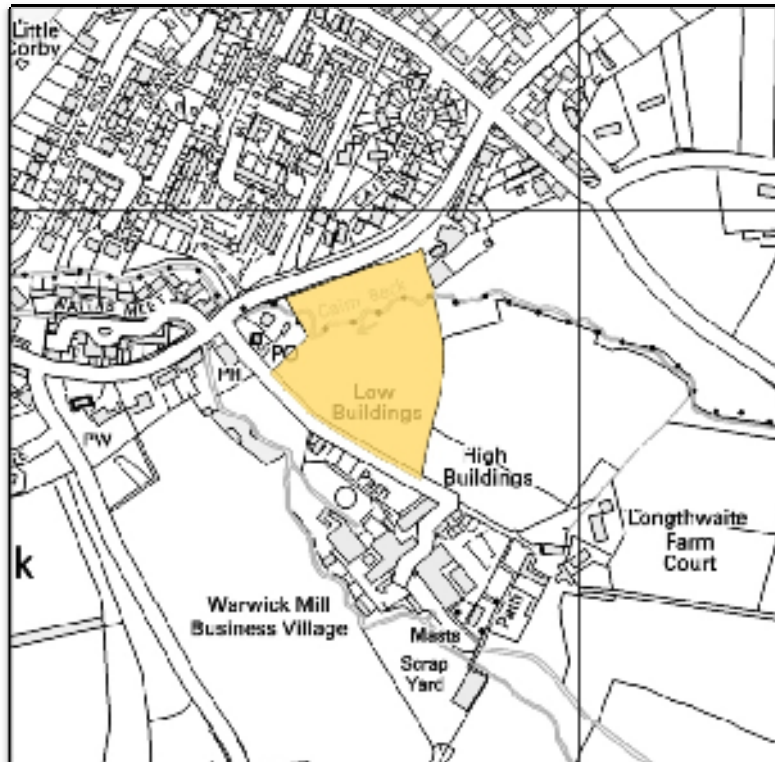 Little
Corby
Cairn Beck
PO
PH
Low
Buildings
PW
High
Buildings
Path
Longthwaite
Farm
Court
k
Warwick Mill
Business Village
Path
Masts
Scrap
Yard